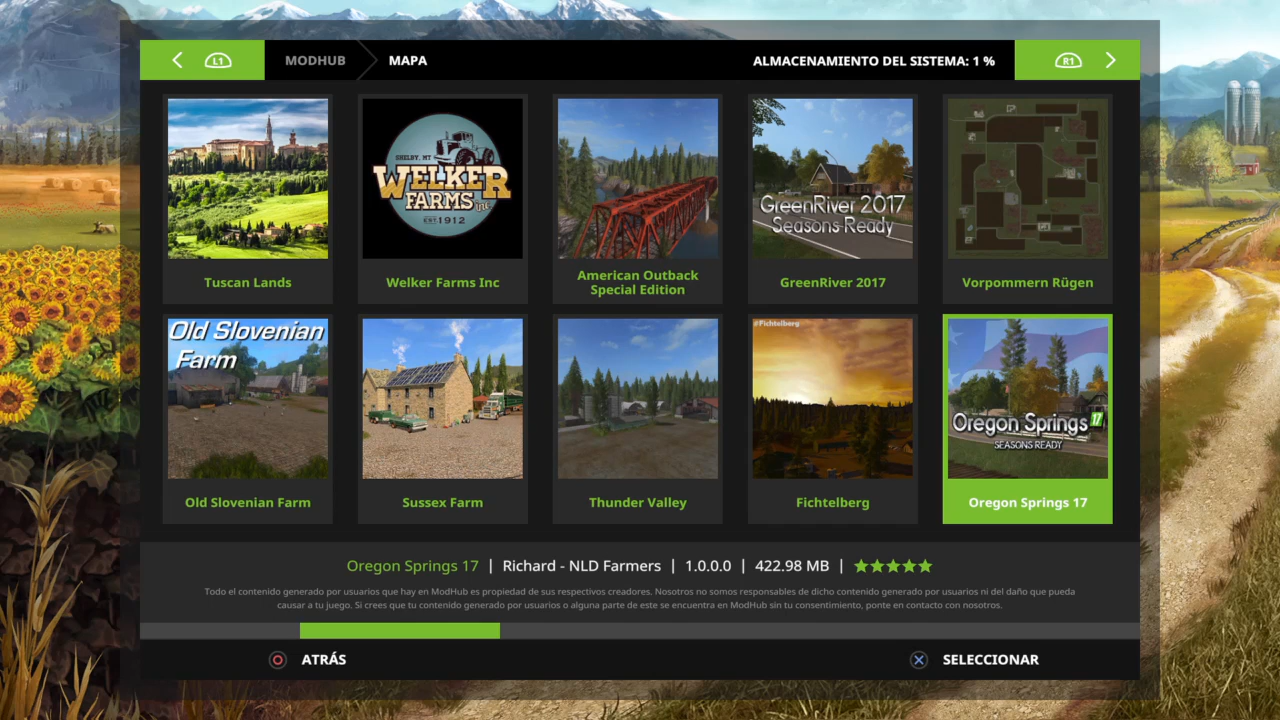 L1
MODHUB
MAPA
ALMACENAMIENTO DEL SISTEMA: 1 %
R1
SHELBY, MT
WELKER
FARMS inc
EST. 1912
GreenRiver 2017
Seasons Ready
Tuscan Lands
Welker Farms Inc
American Outback
Special Edition
GreenRiver 2017
Vorpommern Rügen
Old Slovenian
Farm
#Fichtelberg
Oregon Springs 17
SEASONS READY
Old Slovenian Farm
Sussex Farm
Thunder Valley
Fichtelberg
Oregon Springs 17
Oregon Springs 17 | Richard - NLD Farmers | 1.0.0.0 | 422.98 MB | ★★★★★
Todo el contenido generado por usuarios que hay en ModHub es propiedad de sus respectivos creadores. Nosotros no somos responsables de dicho contenido generado por usuarios ni del daño que pueda
causar a tu juego. Si crees que tu contenido generado por usuarios o alguna parte de este se encuentra en ModHub sin tu consentimiento, ponte en contacto con nosotros.
ATRÁS
SELECCIONAR